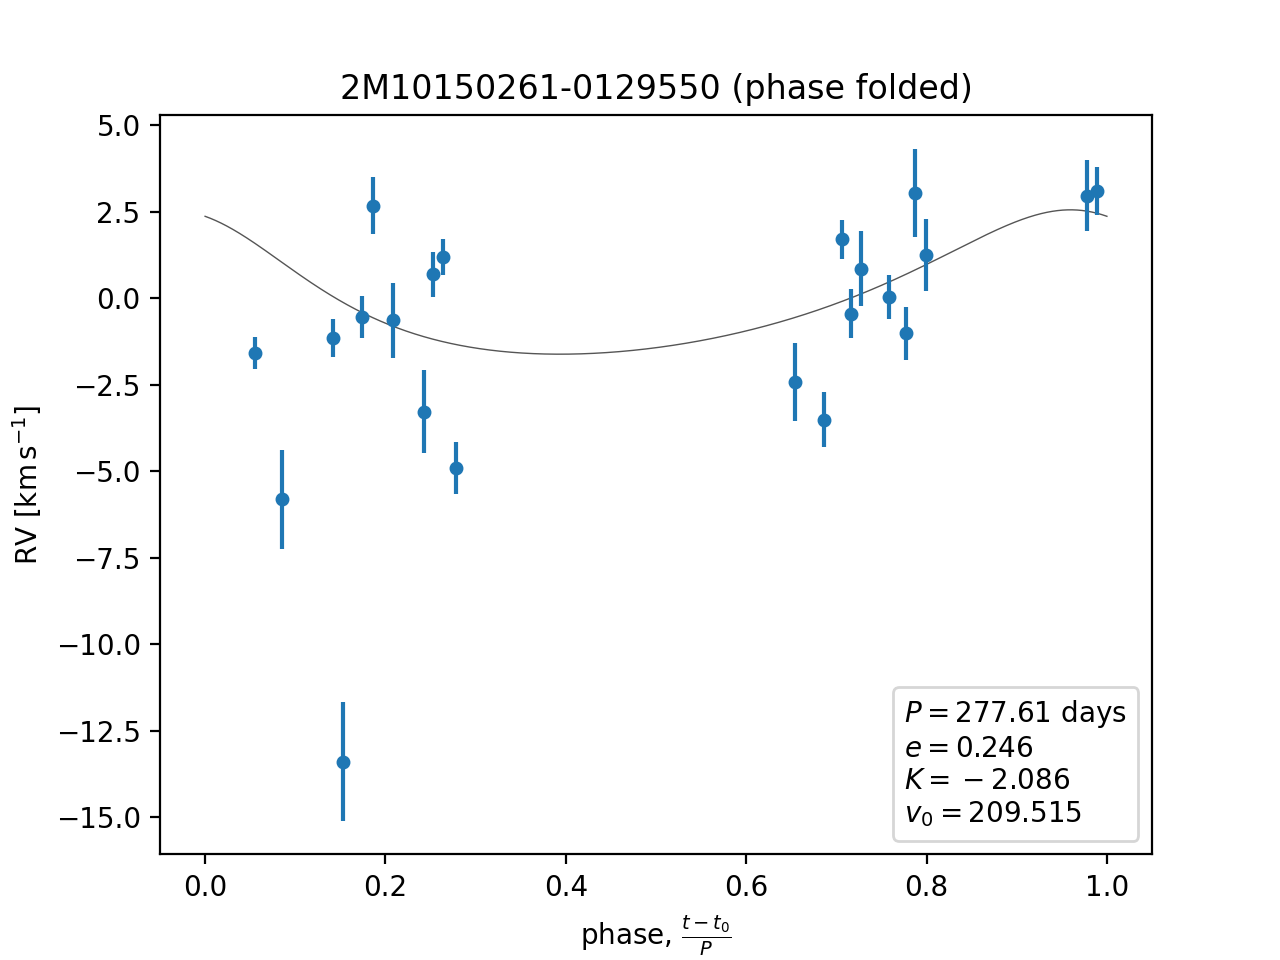 2M10150261-0129550 (phase folded)
RV [km s⁻¹]
5.0
2.5
0.0
−2.5
−5.0
−7.5
−10.0
−12.5
−15.0
P = 277.61 days
e = 0.246
K = −2.086
v₀ = 209.515
0.0 0.2 0.4 0.6 0.8 1.0
phase, (t − t₀)/P